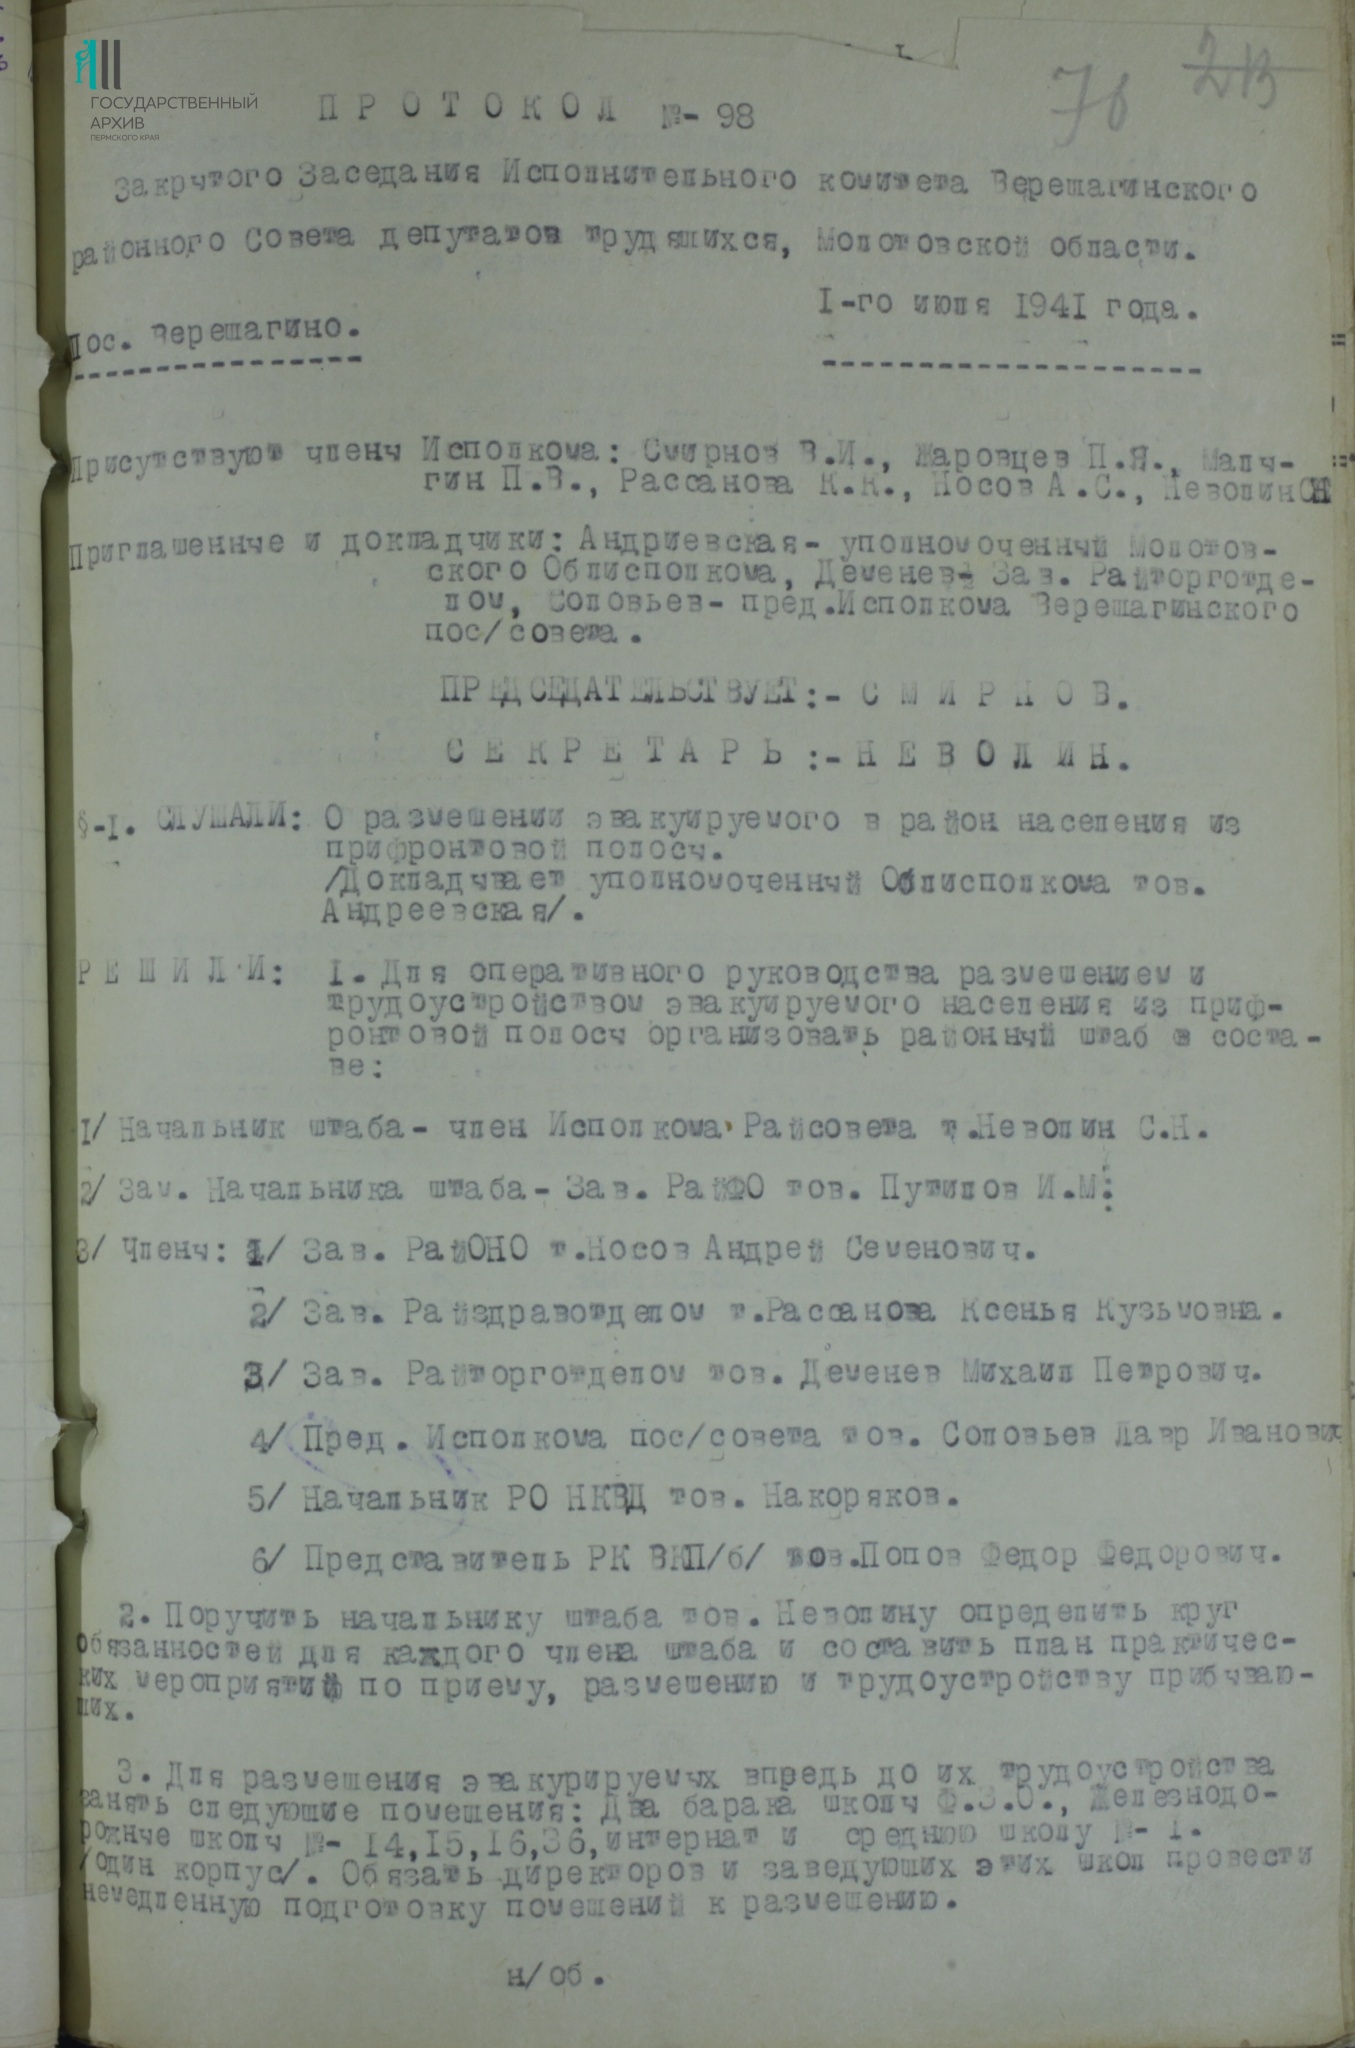 ГОСУДАРСТВЕННЫЙ
АРХИВ
ПЕРМСКОГО КРАЯ
76 213
ПРОТОКОЛ №- 98
Закрытого Заседания Исполнительного комитета Верещагинского
районного Совета депутатов трудящихся, Молотовской области.
I-го июля 1941 года.
Пос. Верещагино.
Присутствуют члены Исполкома: Смирнов В.И., Жаровцев П.Я., Малы-
гин П.В., Рассанова К.К., Носов А.С., Неволин СН
Приглашенные и докладчики: Андриевская- уполномоченный Молотов-
ского Облисполкома, Деменев- Зав. Райторготде-
лом, Соловьев- пред.Исполкома Верещагинского
пос/совета.
ПРЕДСЕДАТЕЛЬСТВУЕТ:- СМИРНОВ.
СЕКРЕТАРЬ:- НЕВОЛИН.
§-I. СЛУШАЛИ: О размещении эвакуируемого в район населения из
прифронтовой полосы.
/Докладывает уполномоченный Облисполкома тов.
Андреевская/.
РЕШИЛИ: I. Для оперативного руководства размещением и
трудоустройством эвакуируемого населения из приф-
ронтовой полосы организовать районный штаб в соста-
ве:
I/ Начальник штаба- член Исполкома Райсовета т.Неволин С.Н.
2/ Зам. Начальника штаба- Зав. РайФО тов. Путилов И.М.
3/ Члены: 1/ Зав. РайОНО т.Носов Андрей Семенович.
2/ Зав. Райздравотделом т.Рассанова Ксенья Кузьмовна.
3/ Зав. Райторготделом тов. Деменев Михаил Петрович.
4/ Пред. Исполкома пос/совета тов. Соловьев Лавр Иванович
5/ Начальник РО НКВД тов. Накоряков.
6/ Представитель РК ВКП/б/ тов.Попов Федор Федорович.
2. Поручить начальнику штаба тов. Неволину определить круг
обязанностей для каждого члена штаба и составить план практичес-
ких мероприятий по приему, размещению и трудоустройству прибываю-
щих.
3. Для размещения эвакурируемых впредь до их трудоустройства
занять следующие помещения: Два барака школы Ф.З.О., Железнодо-
рожные школы №- 14,15,16,36,интернат и среднюю школу №- I.
/один корпус/. Обязать директоров и заведующих этих школ провести
немедленную подготовку помещений к размещению.
н/об.